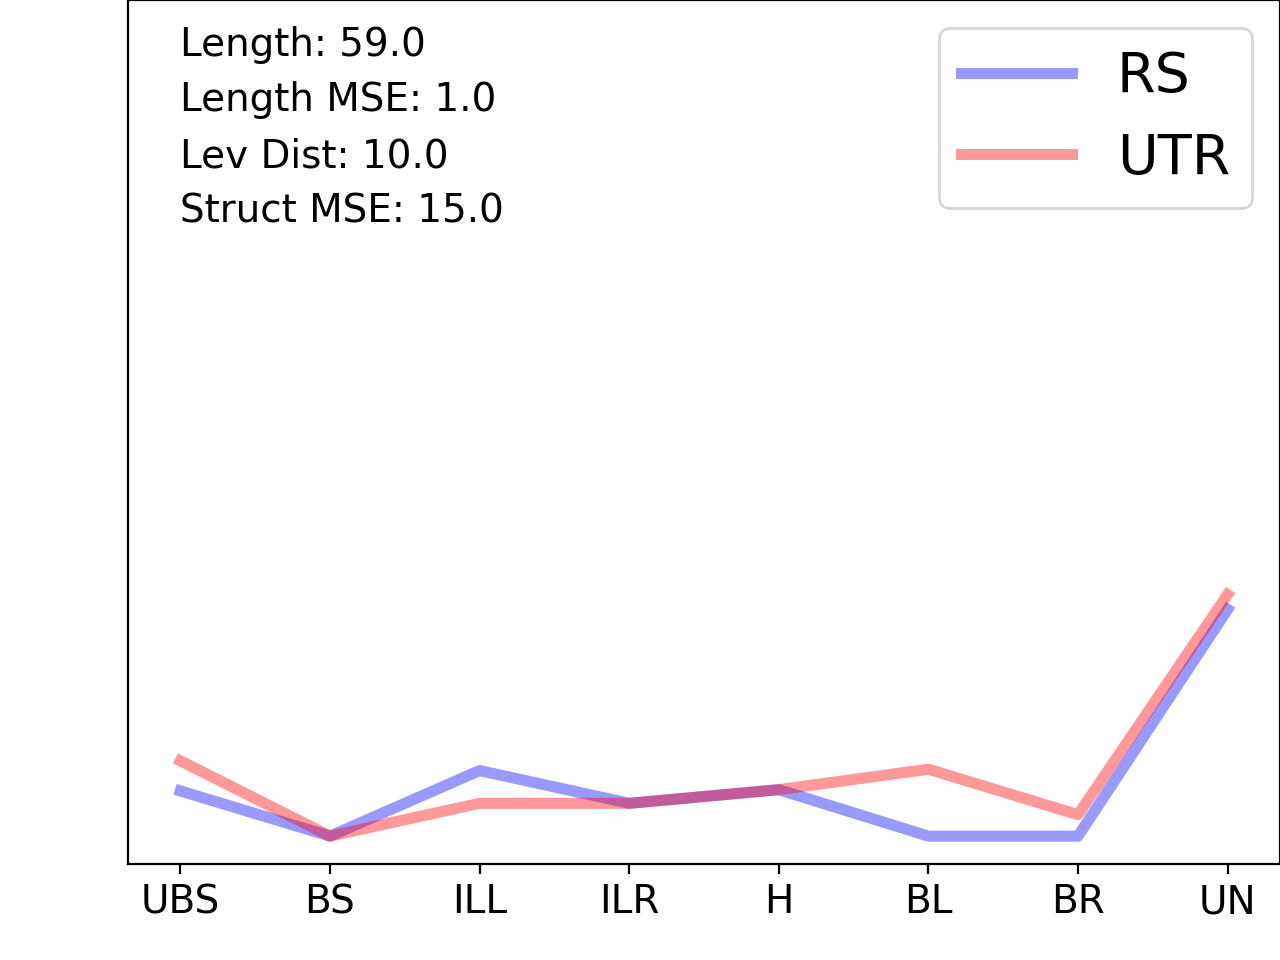 Length: 59.0
Length MSE: 1.0
Lev Dist: 10.0
Struct MSE: 15.0
RS
UTR
UBS BS ILL ILR H BL BR UN